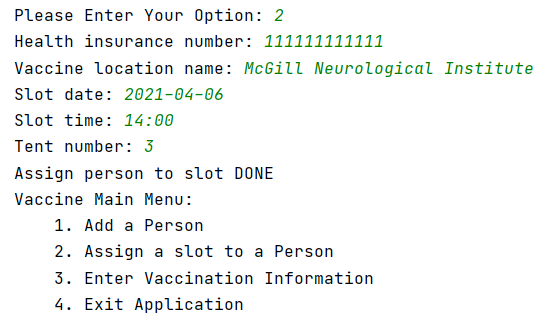 Please Enter Your Option: 2
Health insurance number: 111111111111
Vaccine location name: McGill Neurological Institute
Slot date: 2021-04-06
Slot time: 14:00
Tent number: 3
Assign person to slot DONE
Vaccine Main Menu:
    1. Add a Person
    2. Assign a slot to a Person
    3. Enter Vaccination Information
    4. Exit Application